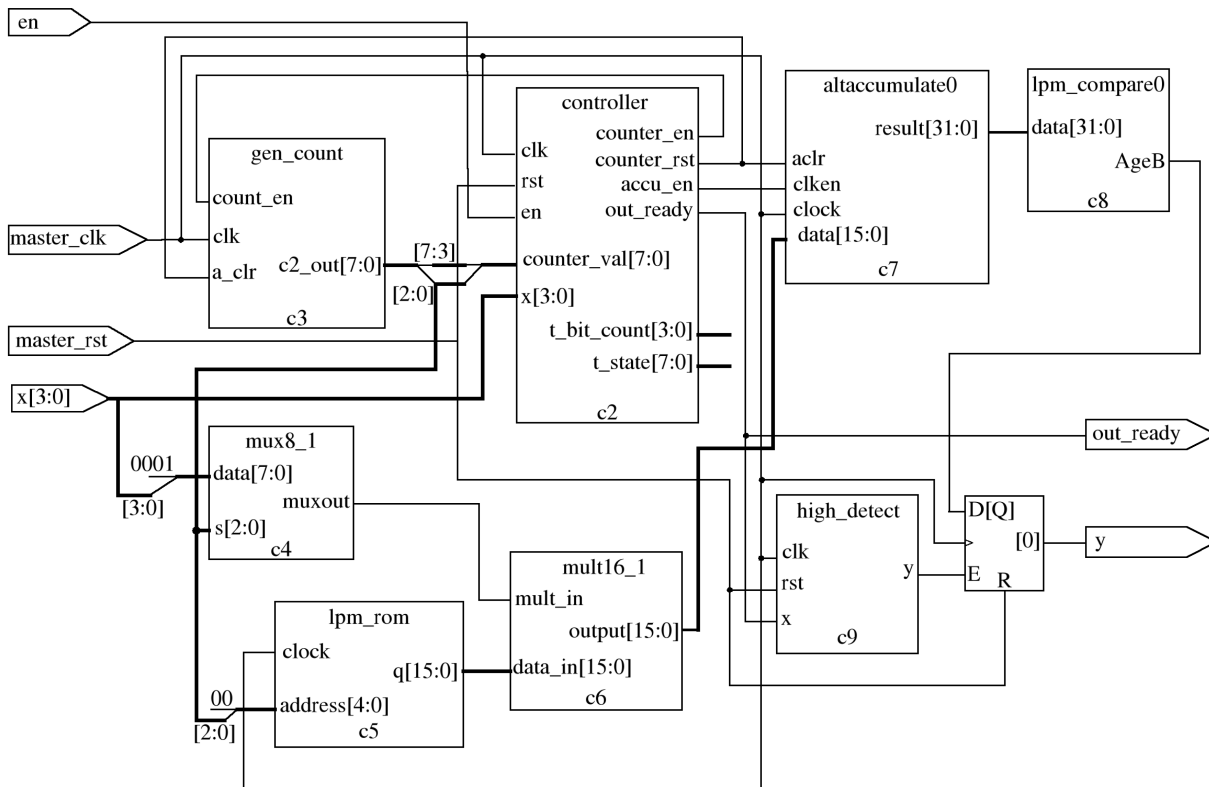 en
master_clk
master_rst
x[3:0]
gen_count
count_en
clk
a_clr
c2_out[7:0]
c3
[7:3]
[2:0]
controller
clk
rst
en
counter_val[7:0]
x[3:0]
counter_en
counter_rst
accu_en
out_ready
t_bit_count[3:0]
t_state[7:0]
c2
altaccumulate0
result[31:0]
aclr
clken
clock
data[15:0]
c7
lpm_compare0
data[31:0]
AgeB
c8
mux8_1
0001
[3:0]
data[7:0]
muxout
s[2:0]
c4
lpm_rom
clock
q[15:0]
00
[2:0]
address[4:0]
c5
mult16_1
mult_in
output[15:0]
data_in[15:0]
c6
high_detect
clk
rst
x
y
c9
D[Q]
[0]
>
E
R
out_ready
y